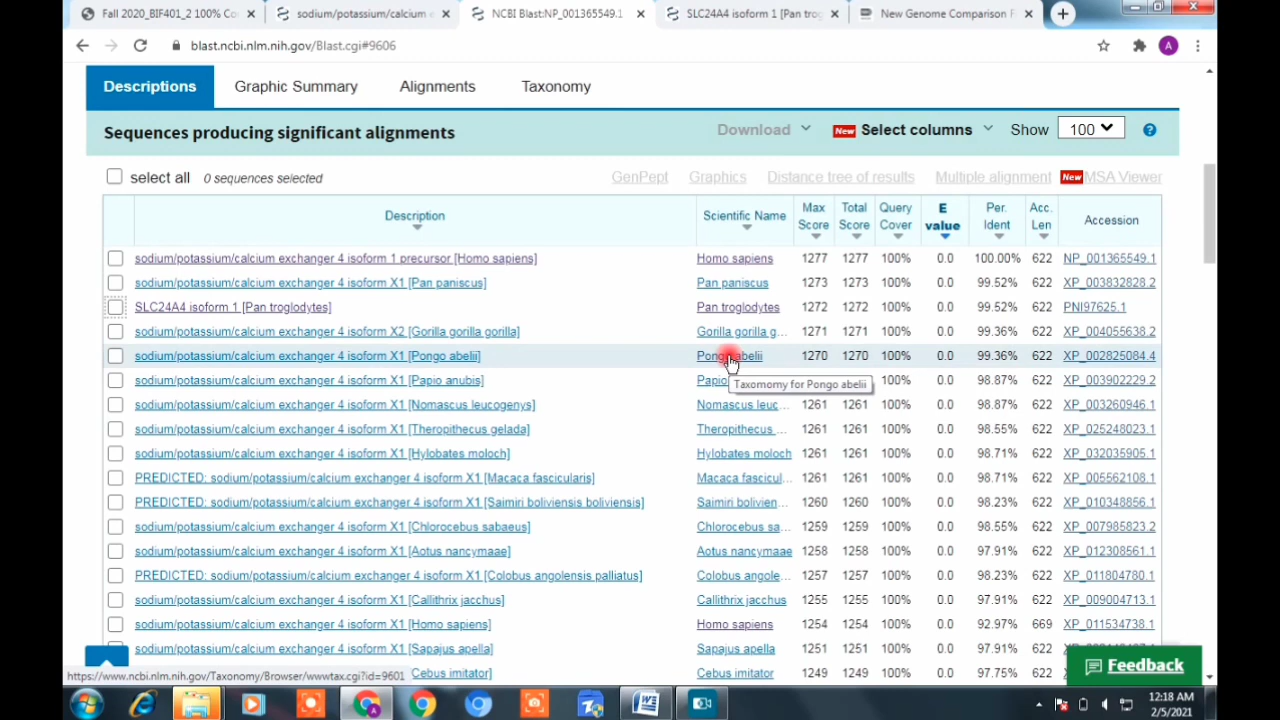 Fall 2020_BIF401_2 100% Co
sodium/potassium/calcium e
NCBI Blast:NP_001365549.1
SLC24A4 isoform 1 [Pan trog
New Genome Comparison F
blast.ncbi.nlm.nih.gov/Blast.cgi#9606
A
Descriptions Graphic Summary Alignments Taxonomy
Sequences producing significant alignments Download New Select columns Show 100 ?
select all 0 sequences selected GenPept Graphics Distance tree of results Multiple alignment New MSA Viewer
Description Scientific Name Max Score Total Score Query Cover E value Per. Ident Acc. Len Accession
sodium/potassium/calcium exchanger 4 isoform 1 precursor [Homo sapiens] Homo sapiens 1277 1277 100% 0.0 100.00% 622 NP_001365549.1
sodium/potassium/calcium exchanger 4 isoform X1 [Pan paniscus] Pan paniscus 1273 1273 100% 0.0 99.52% 622 XP_003832828.2
SLC24A4 isoform 1 [Pan troglodytes] Pan troglodytes 1272 1272 100% 0.0 99.52% 622 PNI97625.1
sodium/potassium/calcium exchanger 4 isoform X2 [Gorilla gorilla gorilla] Gorilla gorilla g... 1271 1271 100% 0.0 99.36% 622 XP_004055638.2
sodium/potassium/calcium exchanger 4 isoform X1 [Pongo abelii] Pongo abelii 1270 1270 100% 0.0 99.36% 622 XP_002825084.4
Taxomomy for Pongo abelii
sodium/potassium/calcium exchanger 4 isoform X1 [Papio anubis] Papio 100% 0.0 98.87% 622 XP_003902229.2
sodium/potassium/calcium exchanger 4 isoform X1 [Nomascus leucogenys] Nomascus leuc... 1261 1261 100% 0.0 98.87% 622 XP_003260946.1
sodium/potassium/calcium exchanger 4 isoform X1 [Theropithecus gelada] Theropithecus ... 1261 1261 100% 0.0 98.55% 622 XP_025248023.1
sodium/potassium/calcium exchanger 4 isoform X1 [Hylobates moloch] Hylobates moloch 1261 1261 100% 0.0 98.71% 622 XP_032035905.1
PREDICTED: sodium/potassium/calcium exchanger 4 isoform X1 [Macaca fascicularis] Macaca fascicul... 1261 1261 100% 0.0 98.71% 622 XP_005562108.1
PREDICTED: sodium/potassium/calcium exchanger 4 isoform X1 [Saimiri boliviensis boliviensis] Saimiri bolivien... 1260 1260 100% 0.0 98.23% 622 XP_010348856.1
sodium/potassium/calcium exchanger 4 isoform X1 [Chlorocebus sabaeus] Chlorocebus sa... 1259 1259 100% 0.0 98.55% 622 XP_007985823.2
sodium/potassium/calcium exchanger 4 isoform X1 [Aotus nancymaae] Aotus nancymaae 1258 1258 100% 0.0 97.91% 622 XP_012308561.1
PREDICTED: sodium/potassium/calcium exchanger 4 isoform X1 [Colobus angolensis palliatus] Colobus angole... 1257 1257 100% 0.0 98.23% 622 XP_011804780.1
sodium/potassium/calcium exchanger 4 isoform X1 [Callithrix jacchus] Callithrix jacchus 1255 1255 100% 0.0 97.91% 622 XP_009004713.1
sodium/potassium/calcium exchanger 4 isoform X1 [Homo sapiens] Homo sapiens 1254 1254 100% 0.0 92.97% 669 XP_011534738.1
sodium/potassium/calcium exchanger 4 isoform X1 [Sapajus apella] Sapajus apella 1251 1251 100% 0.0 97.91% 622
[Cebus imitator] Cebus imitator 1249 1249 100% 0.0 97.75% 622
Feedback
https://www.ncbi.nlm.nih.gov/Taxonomy/Browser/wwwtax.cgi?id=9601
12:18 AM
2/5/2021